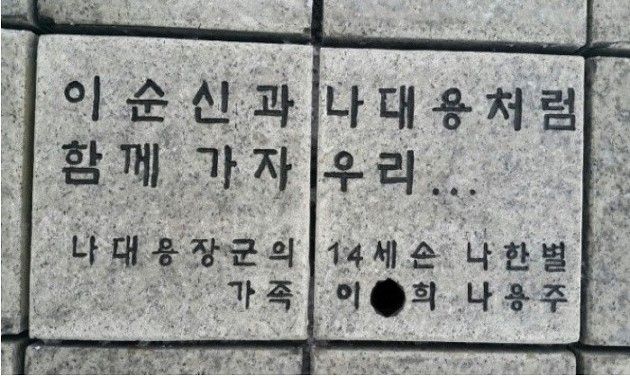 이순신과 나대용처럼
함께 가자 우리...
나대용장군의 14세손 나한별
가족 나용주